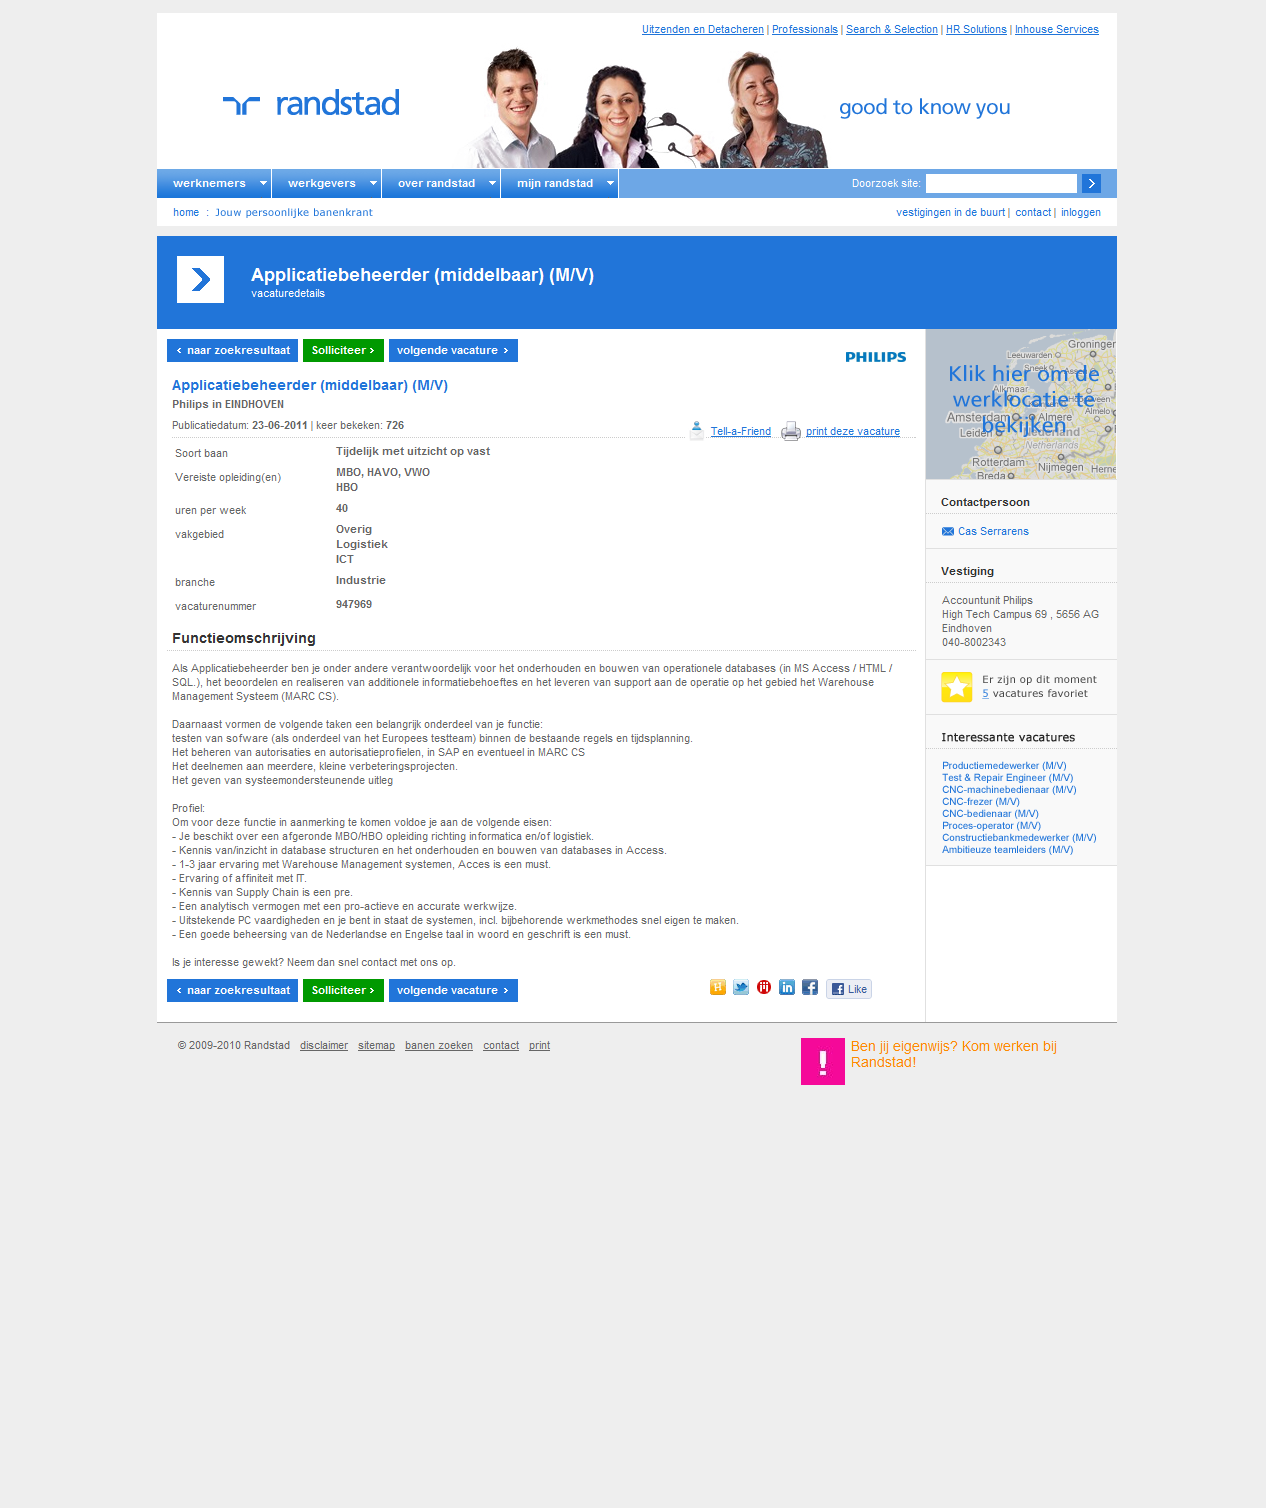 Uitzenden en Detacheren | Professionals | Search & Selection | HR Solutions | Inhouse Services
randstad
good to know you
werknemers werkgevers over randstad mijn randstad Doorzoek site:
home : Jouw persoonlijke banenkrant vestigingen in de buurt | contact | inloggen
Applicatiebeheerder (middelbaar) (M/V)
vacaturedetails
naar zoekresultaat Solliciteer volgende vacature
PHILIPS
Applicatiebeheerder (middelbaar) (M/V)
Philips in EINDHOVEN
Publicatiedatum: 23-06-2011 | keer bekeken: 726
Tell-a-Friend print deze vacature
Soort baan Tijdelijk met uitzicht op vast
Vereiste opleiding(en) MBO, HAVO, VWO
HBO
uren per week 40
vakgebied Overig
Logistiek
ICT
branche Industrie
vacaturenummer 947969
Functieomschrijving
Als Applicatiebeheerder ben je onder andere verantwoordelijk voor het onderhouden en bouwen van operationele databases (in MS Access / HTML /
SQL.), het beoordelen en realiseren van additionele informatiebehoeftes en het leveren van support aan de operatie op het gebied het Warehouse
Management Systeem (MARC CS).
Daarnaast vormen de volgende taken een belangrijk onderdeel van je functie:
testen van sofware (als onderdeel van het Europees testteam) binnen de bestaande regels en tijdsplanning.
Het beheren van autorisaties en autorisatieprofielen, in SAP en eventueel in MARC CS
Het deelnemen aan meerdere, kleine verbeteringsprojecten.
Het geven van systeemondersteunende uitleg
Profiel:
Om voor deze functie in aanmerking te komen voldoe je aan de volgende eisen:
- Je beschikt over een afgeronde MBO/HBO opleiding richting informatica en/of logistiek.
- Kennis van/inzicht in database structuren en het onderhouden en bouwen van databases in Access.
- 1-3 jaar ervaring met Warehouse Management systemen, Acces is een must.
- Ervaring of affiniteit met IT.
- Kennis van Supply Chain is een pre.
- Een analytisch vermogen met een pro-actieve en accurate werkwijze.
- Uitstekende PC vaardigheden en je bent in staat de systemen, incl. bijbehorende werkmethodes snel eigen te maken.
- Een goede beheersing van de Nederlandse en Engelse taal in woord en geschrift is een must.
Is je interesse gewekt? Neem dan snel contact met ons op.
naar zoekresultaat Solliciteer volgende vacature
Like
Klik hier om de
werklocatie te
bekijken
Groningen
Leeuwarden
Sneek
Alkmaar
Hoogeveen
Amsterdam
Almere
Almelo
Leiden
Nederland
Netherlands
Rotterdam
Nijmegen
Herne
Breda
Contactpersoon
Cas Serrarens
Vestiging
Accountunit Philips
High Tech Campus 69 , 5656 AG
Eindhoven
040-8002343
Er zijn op dit moment
5 vacatures favoriet
Interessante vacatures
Productiemedewerker (M/V)
Test & Repair Engineer (M/V)
CNC-machinebedienaar (M/V)
CNC-frezer (M/V)
CNC-bedienaar (M/V)
Proces-operator (M/V)
Constructiebankmedewerker (M/V)
Ambitieuze teamleiders (M/V)
© 2009-2010 Randstad disclaimer sitemap banen zoeken contact print
! Ben jij eigenwijs? Kom werken bij
Randstad!